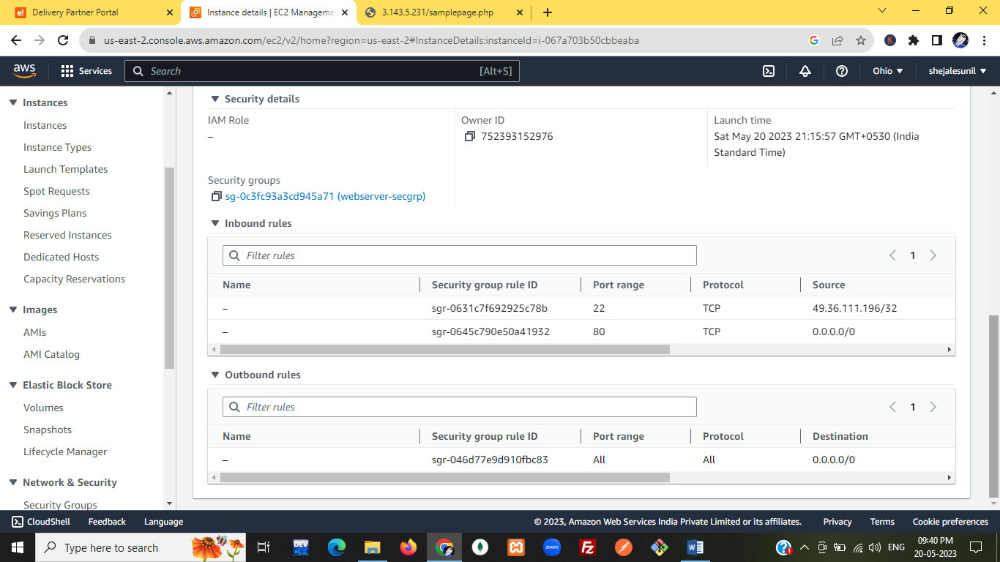 Delivery Partner Portal
Instance details | EC2 Manageme
3.143.5.231/samplepage.php
us-east-2.console.aws.amazon.com/ec2/v2/home?region=us-east-2#InstanceDetails:instanceId=i-067a703b50cbbeaba
aws
Services
Search
[Alt+S]
Ohio
shejalesunil
Instances
Instances
Instance Types
Launch Templates
Spot Requests
Savings Plans
Reserved Instances
Dedicated Hosts
Capacity Reservations
Images
AMIs
AMI Catalog
Elastic Block Store
Volumes
Snapshots
Lifecycle Manager
Network & Security
Security Groups
Security details
IAM Role
–
Owner ID
752393152976
Launch time
Sat May 20 2023 21:15:57 GMT+0530 (India
Standard Time)
Security groups
sg-0c3fc93a3cd945a71 (webserver-secgrp)
Inbound rules
Filter rules
1
Name Security group rule ID Port range Protocol Source
– sgr-0631c7f692925c78b 22 TCP 49.36.111.196/32
– sgr-0645c790e50a41932 80 TCP 0.0.0.0/0
Outbound rules
Filter rules
1
Name Security group rule ID Port range Protocol Destination
– sgr-046d77e9d910fbc83 All All 0.0.0.0/0
CloudShell Feedback Language
© 2023, Amazon Web Services India Private Limited or its affiliates. Privacy Terms Cookie preferences
Type here to search
DEV
zoom
ENG
09:40 PM
20-05-2023